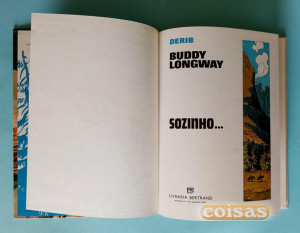 DERIB
BUDDY
LONGWAY
SOZINHO...
LIVRARIA BERTRAND
coisas